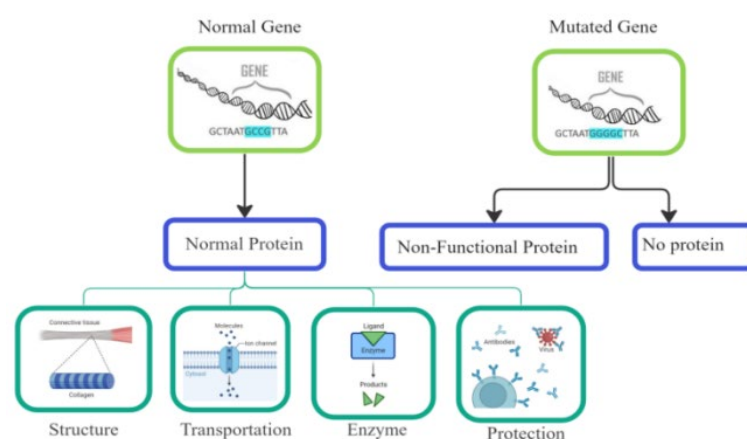 Normal Gene
Mutated Gene
GENE
GCTAATGCCGTTA
GENE
GCTAATGGGGCTTA
Normal Protein
Non-Functional Protein
No protein
Connective tissue
Collagen
Molecules
Ion channel
Cytosol
Ligand
Enzyme
Products
Antibodies
Virus
Structure
Transportation
Enzyme
Protection